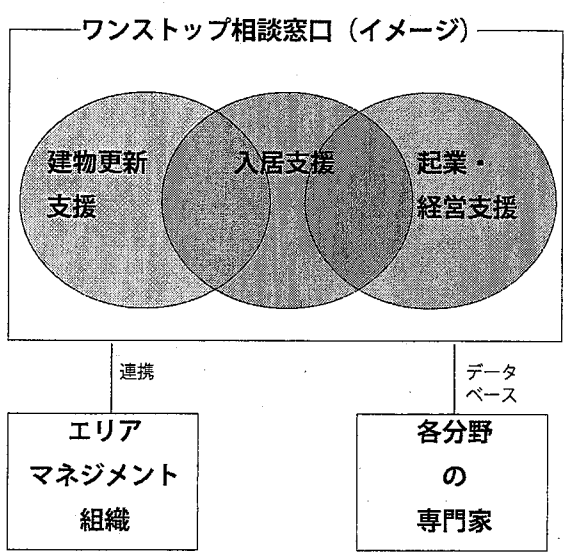 ワンストップ相談窓口（イメージ）
建物更新
支援
入居支援
起業・
経営支援
連携
データ
ベース
エリア
マネジメント
組織
各分野
の
専門家